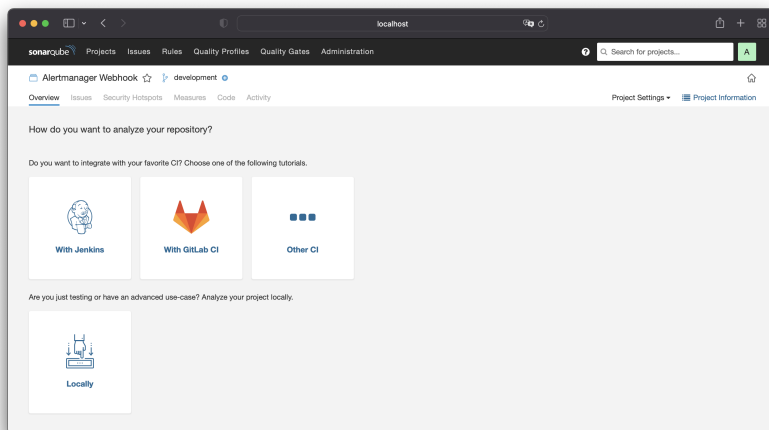 localhost
sonarqube Projects Issues Rules Quality Profiles Quality Gates Administration ? Search for projects... A
Alertmanager Webhook development
Overview Issues Security Hotspots Measures Code Activity Project Settings Project Information
How do you want to analyze your repository?
Do you want to integrate with your favorite CI? Choose one of the following tutorials.
With Jenkins With GitLab CI Other CI
Are you just testing or have an advanced use-case? Analyze your project locally.
Locally